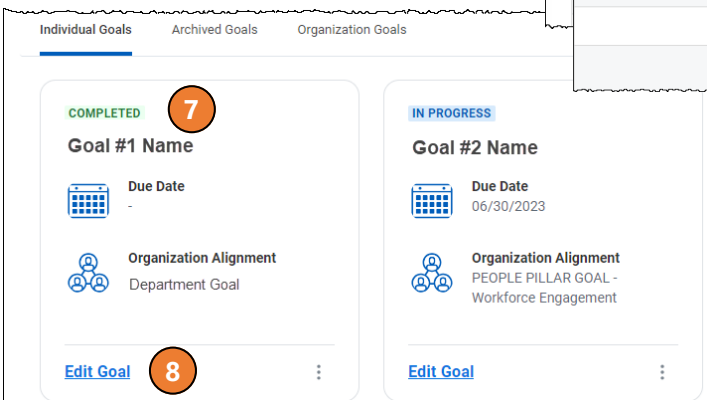 Individual Goals Archived Goals Organization Goals
COMPLETED 7
Goal #1 Name
Due Date
-
Organization Alignment
Department Goal
Edit Goal 8
IN PROGRESS
Goal #2 Name
Due Date
06/30/2023
Organization Alignment
PEOPLE PILLAR GOAL -
Workforce Engagement
Edit Goal